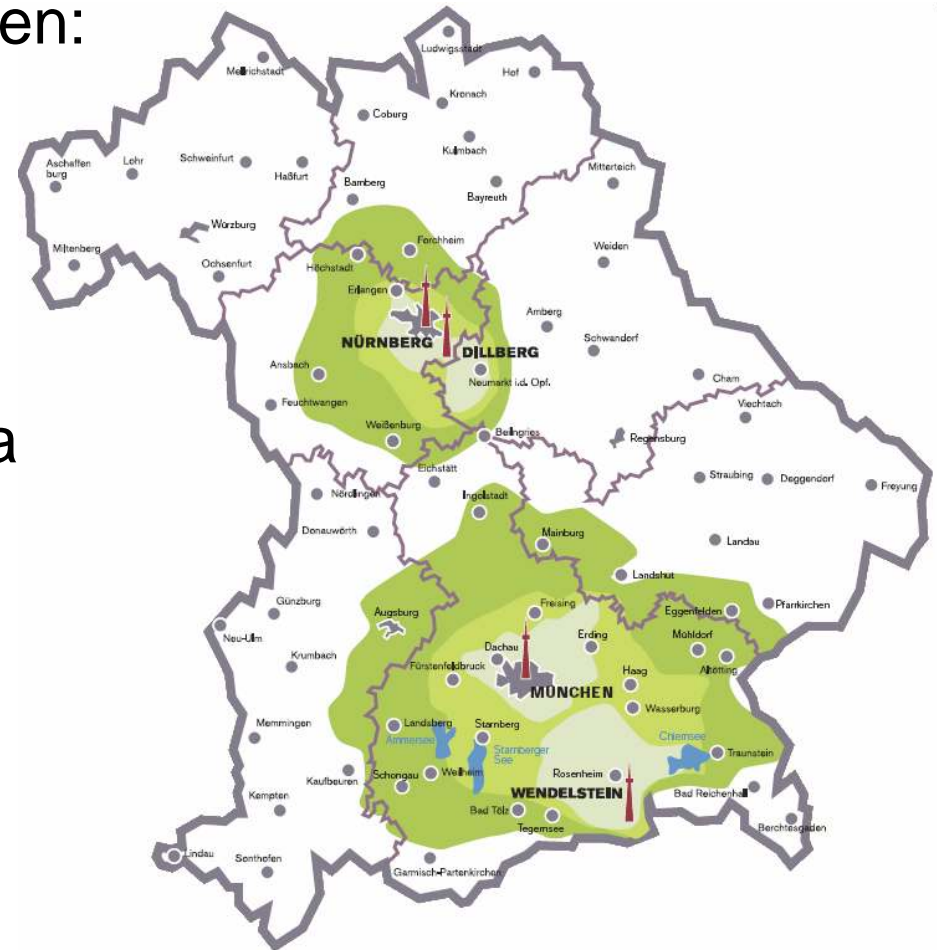 en:
Ludwigsstadt
Mellrichstadt
Hof
Kronach
Coburg
Kulmbach
Aschaffen
burg
Lohr
Schweinfurt
Haßfurt
Mitterteich
Bamberg
Bayreuth
Würzburg
Miltenberg
Ochsenfurt
Forchheim
Höchstadt
Weiden
Erlangen
Amberg
NÜRNBERG
DILLBERG
Schwandorf
Ansbach
Neumarkt i.d. Opf.
Cham
Feuchtwangen
Viechtach
Weißenburg
Beilngries
Regensburg
a
Eichstätt
Straubing
Deggendorf
Freyung
Nördlingen
Ingolstadt
Donauwörth
Mainburg
Landau
Landshut
Günzburg
Augsburg
Freising
Eggenfelden
Pfarrkirchen
Neu-Ulm
Erding
Mühldorf
Krumbach
Dachau
Fürstenfeldbruck
Haag
Altötting
MÜNCHEN
Wasserburg
Memmingen
Landsberg
Starnberg
Ammersee
Starnberger
See
Chiemsee
Traunstein
Kaufbeuren
Schongau
Weilheim
Rosenheim
WENDELSTEIN
Bad Reichenhall
Kempten
Bad Tölz
Tegernsee
Berchtesgaden
Lindau
Sonthofen
Garmisch-Partenkirchen